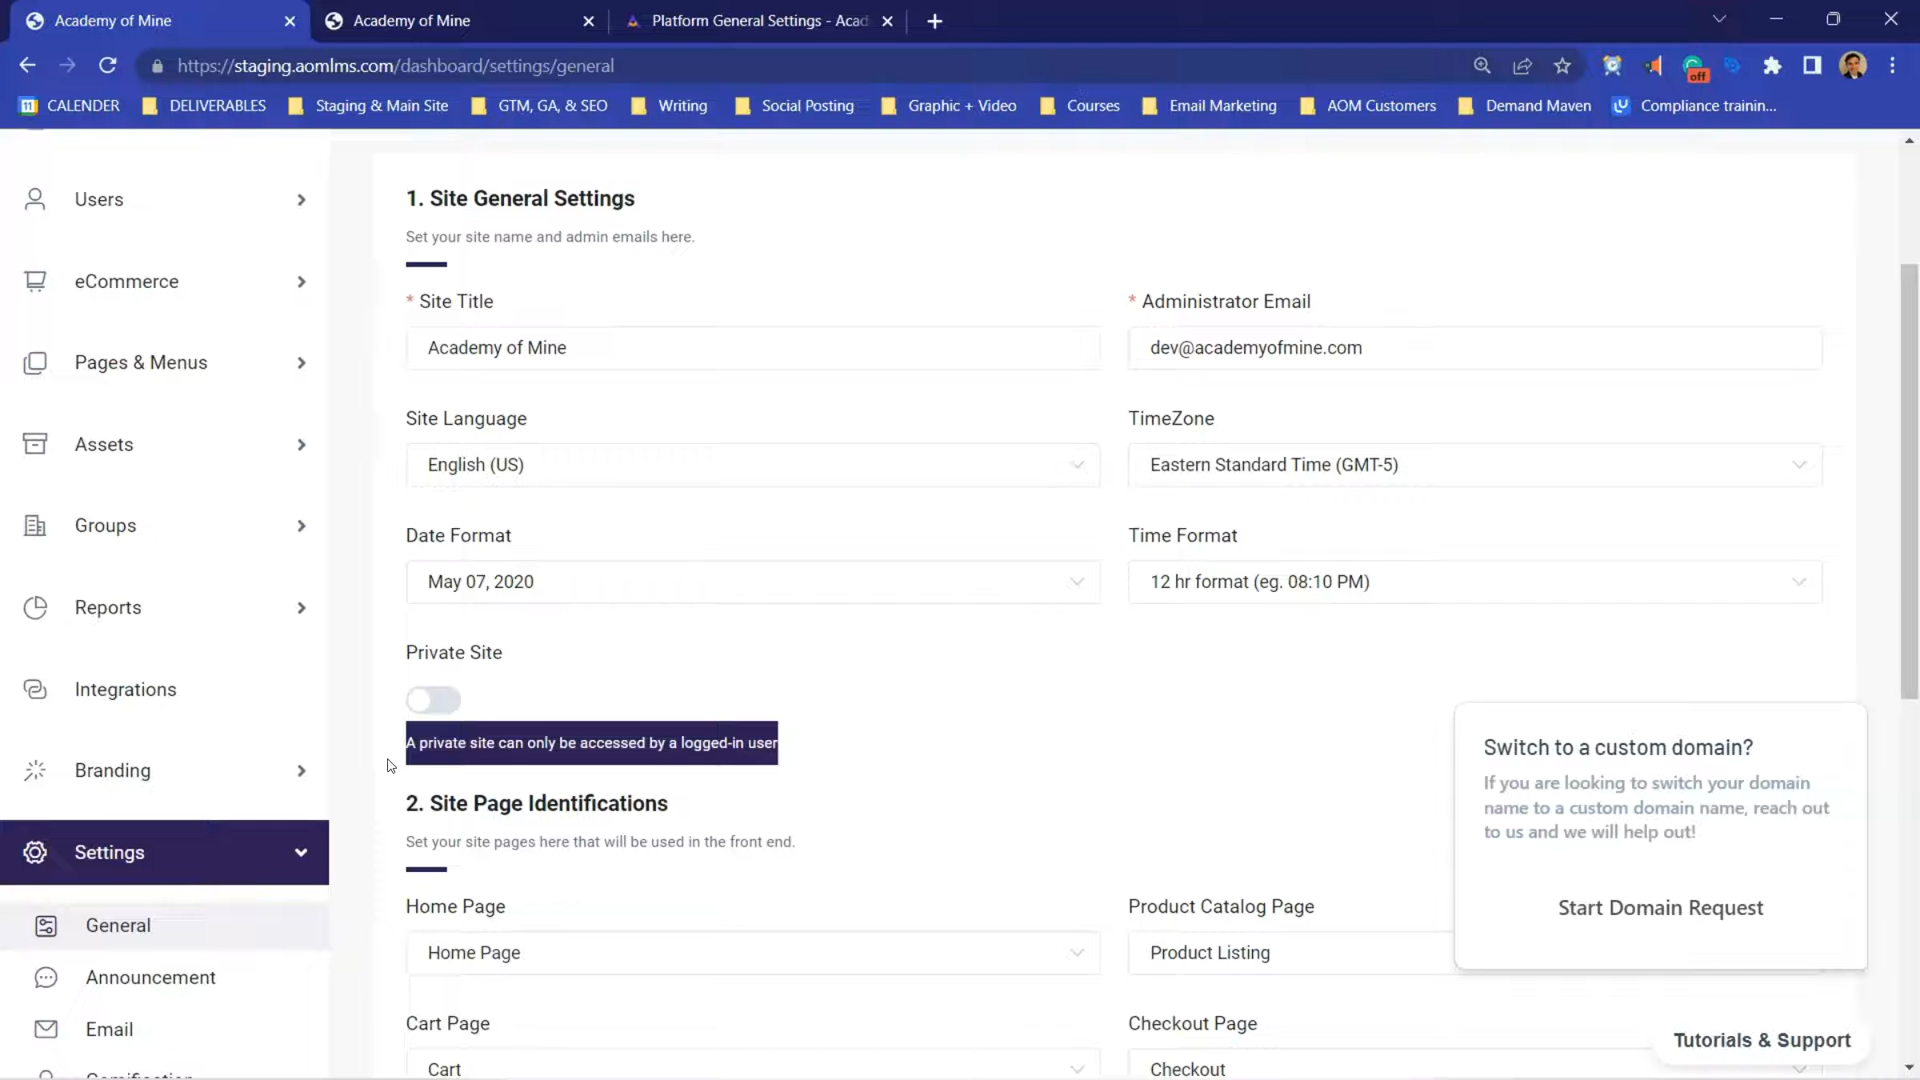 Academy of Mine
Academy of Mine
Platform General Settings - Acad
https://staging.aomlms.com/dashboard/settings/general
off
11 CALENDER
DELIVERABLES
Staging & Main Site
GTM, GA, & SEO
Writing
Social Posting
Graphic + Video
Courses
Email Marketing
AOM Customers
Demand Maven
Compliance trainin...
Users
eCommerce
Pages & Menus
Assets
Groups
Reports
Integrations
Branding
Settings
General
Announcement
Email
1. Site General Settings
Set your site name and admin emails here.
* Site Title
Academy of Mine
* Administrator Email
dev@academyofmine.com
Site Language
English (US)
TimeZone
Eastern Standard Time (GMT-5)
Date Format
May 07, 2020
Time Format
12 hr format (eg. 08:10 PM)
Private Site
A private site can only be accessed by a logged-in user
2. Site Page Identifications
Set your site pages here that will be used in the front end.
Home Page
Home Page
Product Catalog Page
Product Listing
Cart Page
Cart
Checkout Page
Checkout
Switch to a custom domain?
If you are looking to switch your domain
name to a custom domain name, reach out
to us and we will help out!
Start Domain Request
Tutorials & Support